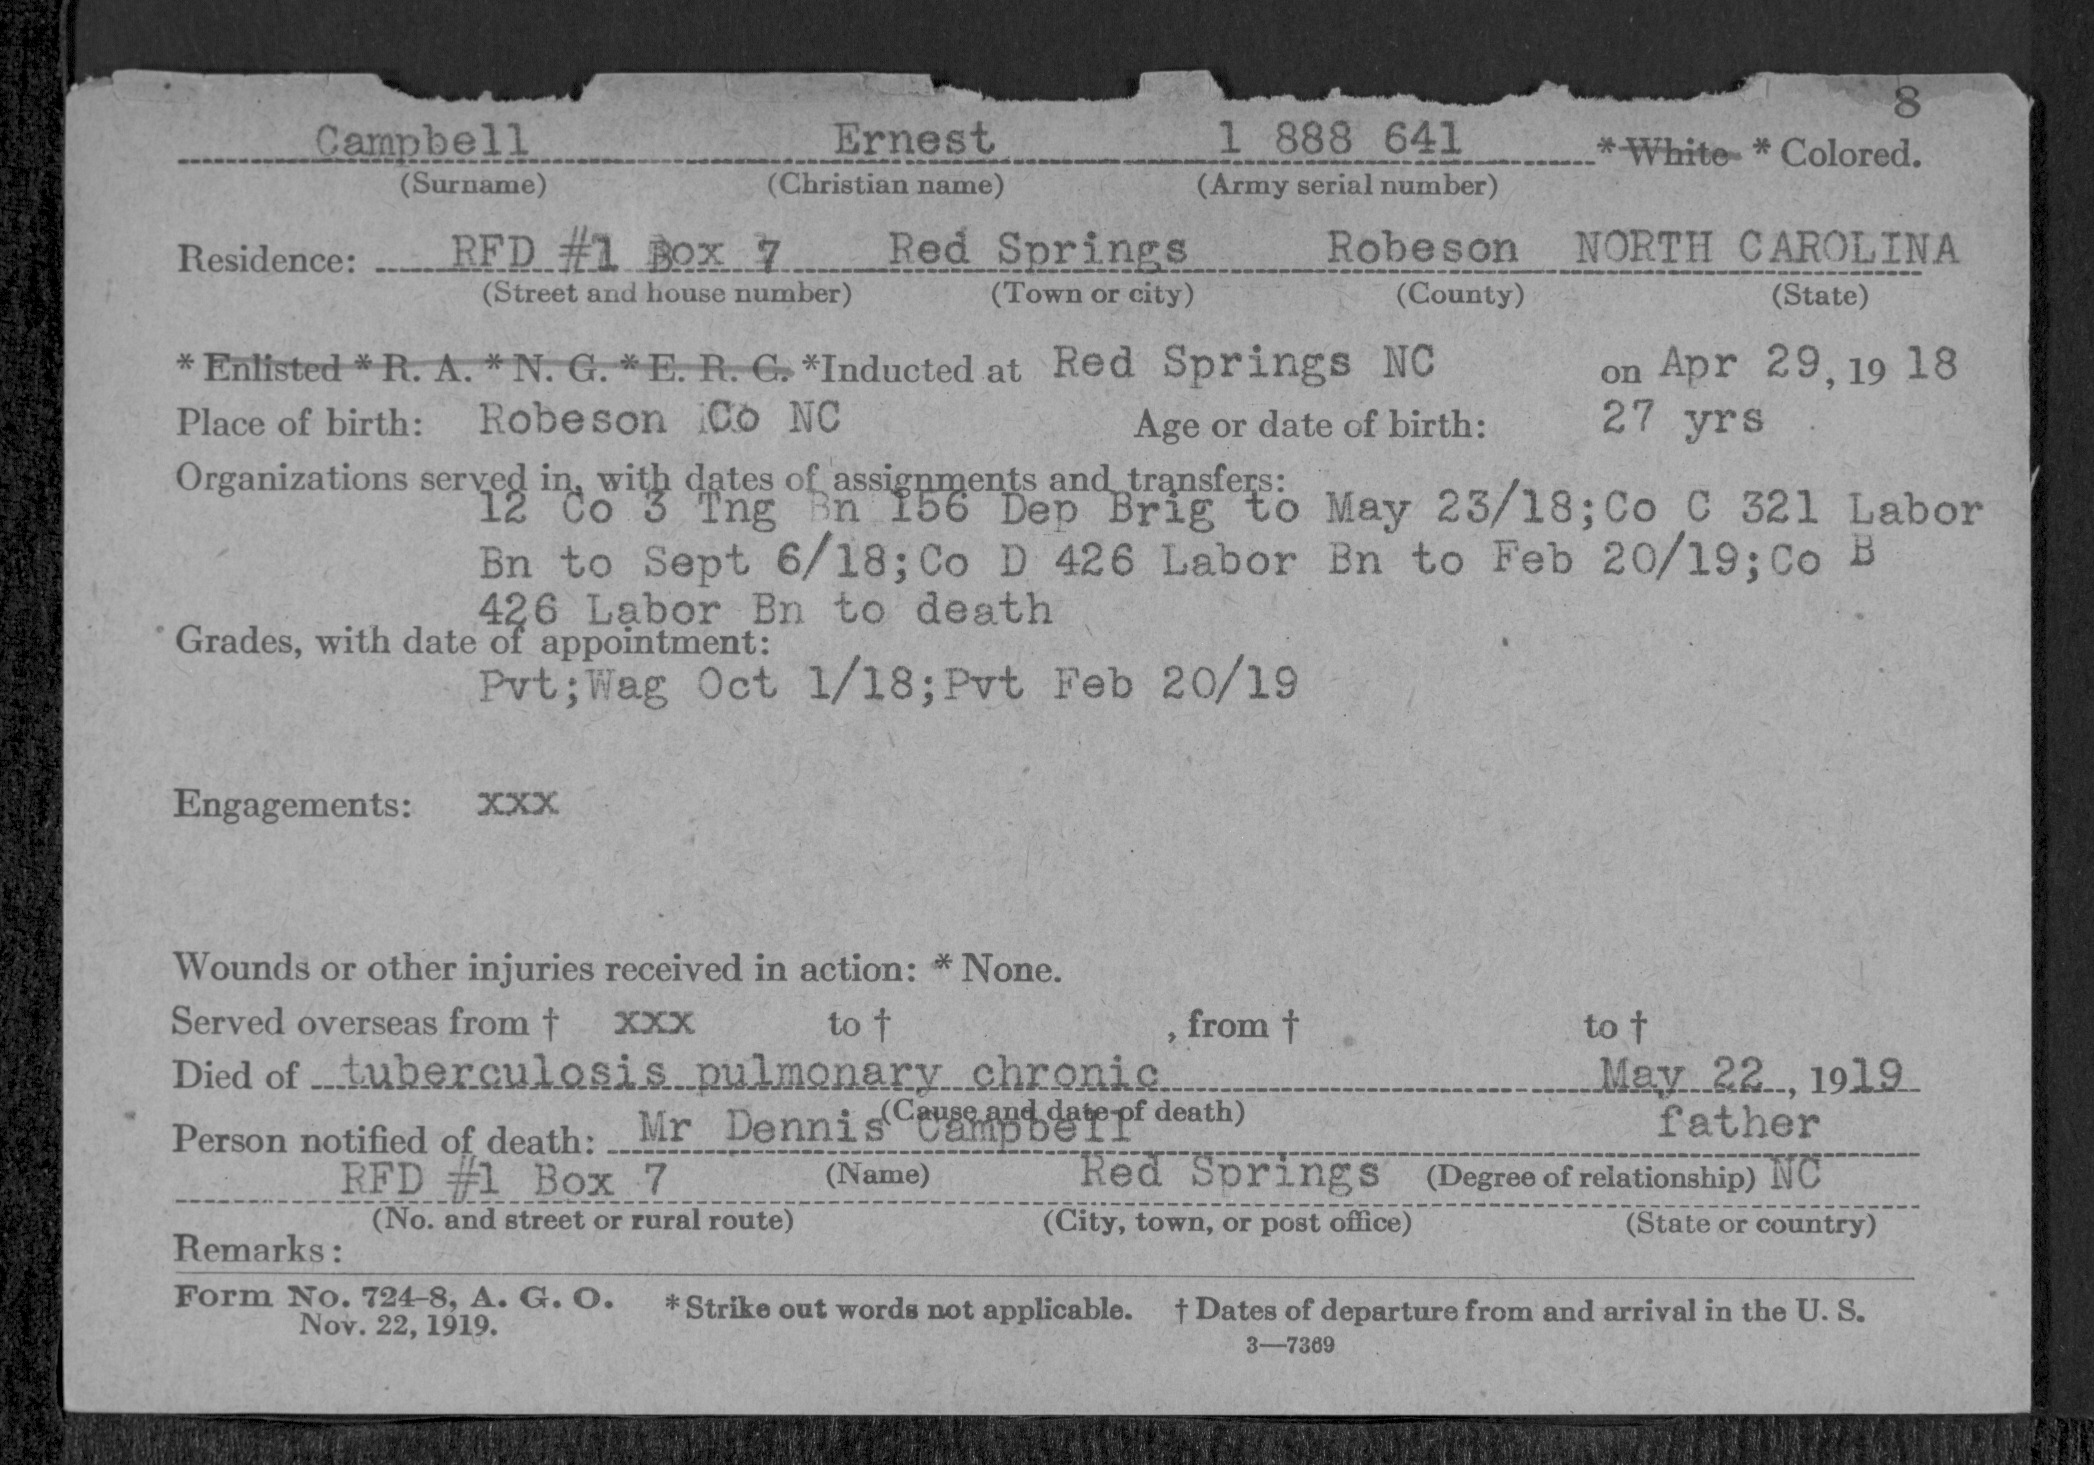 8
Campbell Ernest 1 888 641 *White *Colored.
(Surname) (Christian name) (Army serial number)
Residence: RFD #1 Box 7 Red Springs Robeson NORTH CAROLINA
(Street and house number) (Town or city) (County) (State)
*Enlisted *R. A. *N. G. *E. R. C. *Inducted at Red Springs NC on Apr 29, 19 18
Place of birth: Robeson Co NC Age or date of birth: 27 yrs
Organizations served in, with dates of assignments and transfers:
12 Co 3 Tng Bn 156 Dep Brig to May 23/18;Co C 321 Labor
Bn to Sept 6/18;Co D 426 Labor Bn to Feb 20/19;Co B
426 Labor Bn to death
Grades, with date of appointment:
Pvt;Wag Oct 1/18;Pvt Feb 20/19
Engagements: xxx
Wounds or other injuries received in action: * None.
Served overseas from † xxx to † , from † to †
Died of tuberculosis pulmonary chronic May 22, 1919
(Cause and date of death)
Person notified of death: Mr Dennis Campbell father
(Name) (Degree of relationship)
RFD #1 Box 7 Red Springs NC
(No. and street or rural route) (City, town, or post office) (State or country)
Remarks:
Form No. 724-8, A. G. O. *Strike out words not applicable. † Dates of departure from and arrival in the U. S.
Nov. 22, 1919.
3—7369